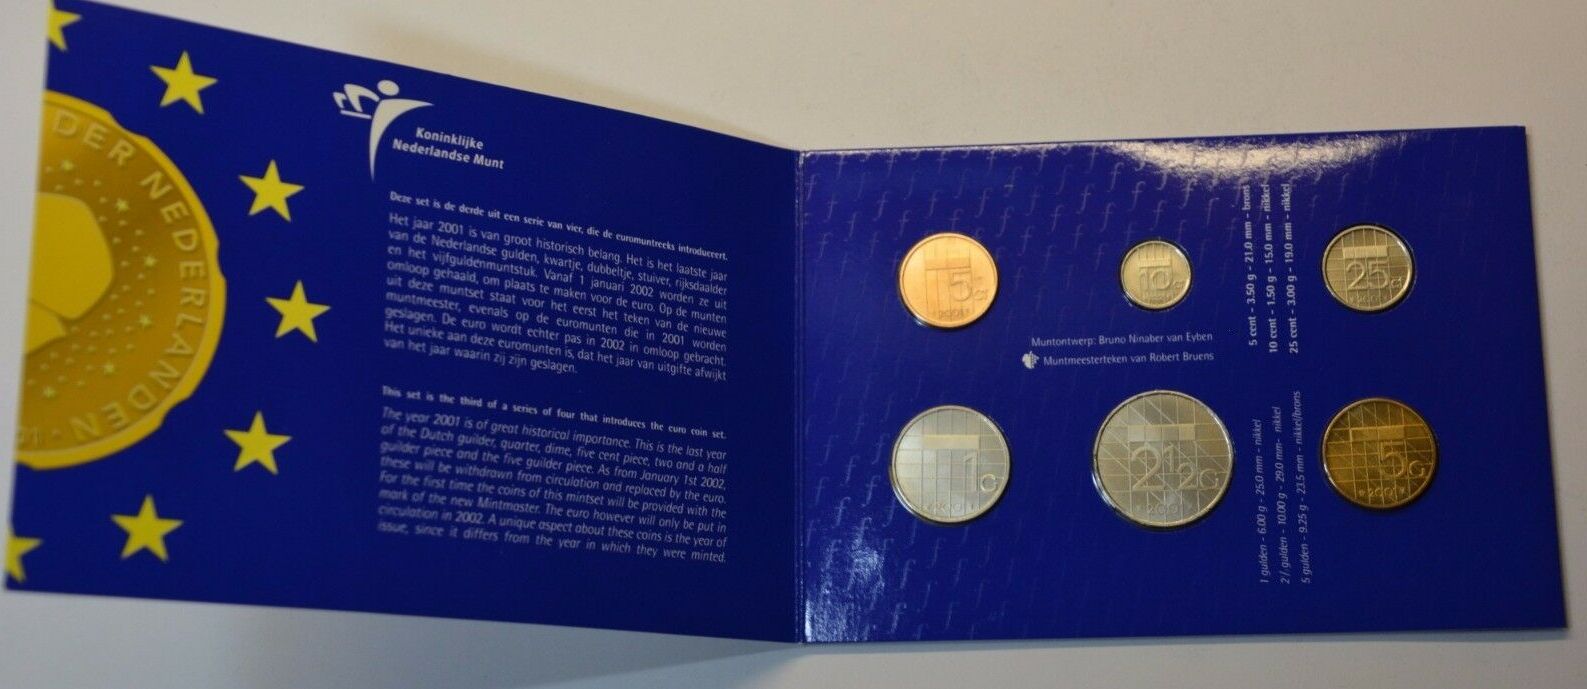 DER NEDERLANDEN
Koninklijke
Nederlandse Munt
Deze set is de derde uit een serie van vier, die de euromuntreeks introduceert.
Het jaar 2001 is van groot historisch belang. Het is het laatste jaar
van de Nederlandse gulden, kwartje, dubbeltje, stuiver, rijksdaalder
en het vijfguldenmuntstuk. Vanaf 1 januari 2002 worden ze uit
omloop gehaald, om plaats te maken voor de euro. Op de munten
uit deze muntset staat voor het eerst het teken van de nieuwe
muntmeester, evenals op de euromunten die in 2001 worden
geslagen. De euro wordt echter pas in 2002 in omloop gebracht.
Het unieke aan deze euromunten is, dat het jaar van uitgifte afwijkt
van het jaar waarin zij zijn geslagen.
This set is the third of a series of four that introduces the euro coin set.
The year 2001 is of great historical importance. This is the last year
of the Dutch guilder, quarter, dime, five cent piece, two and a half
guilder piece and the five guilder piece. As from January 1st 2002,
these will be withdrawn from circulation and replaced by the euro.
For the first time the coins of this mintset will be provided with the
mark of the new Mintmaster. The euro however will only be put in
circulation in 2002. A unique aspect about these coins is the year of
issue, since it differs from the year in which they were minted.
5 C
2001
10 C
25 C
2001
5 cent - 3.50 g - 21.0 mm - brons
10 cent - 1.50 g - 15.0 mm - nikkel
25 cent - 3.00 g - 19.0 mm - nikkel
Muntontwerp: Bruno Ninaber van Eyben
Muntmeesterteken van Robert Bruens
1 G
2001
2 1/2 G
2001
5 G
2001
1 gulden - 6.00 g - 25.0 mm - nikkel
gulden - 10.00 g - 29.0 mm - nikkel
5 gulden - 9.25 g - 23.5 mm - nikkel/brons